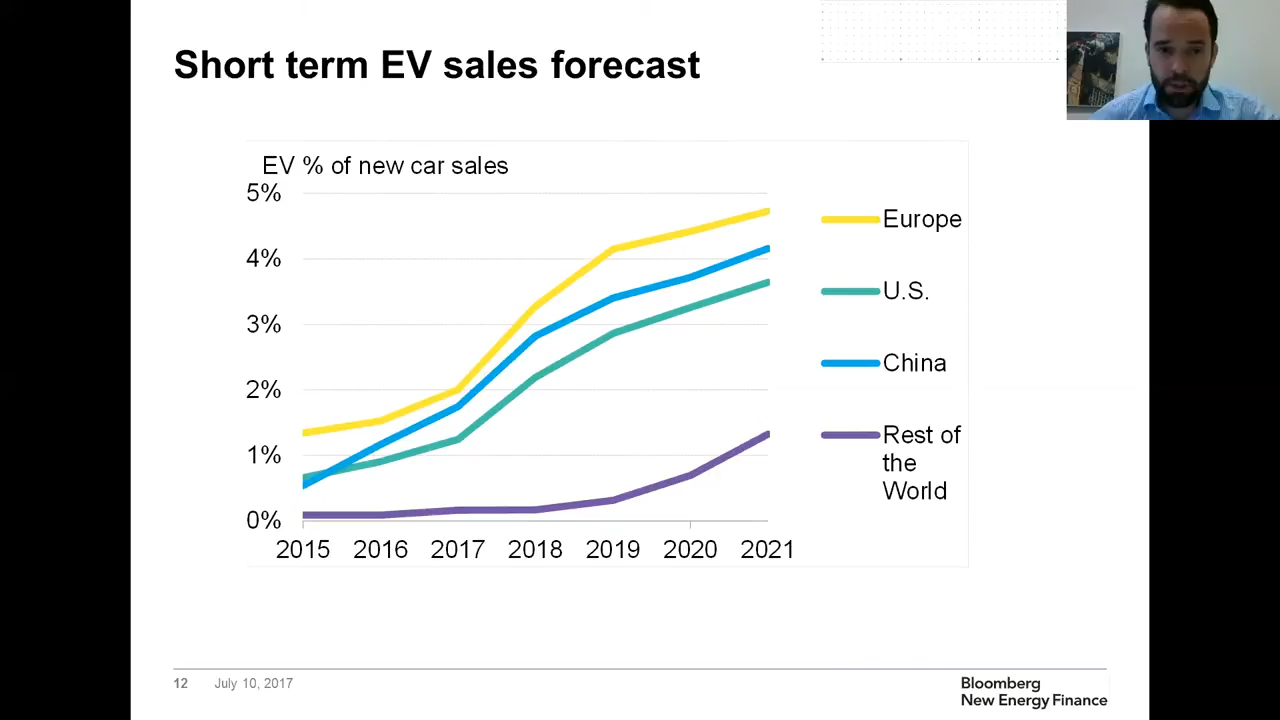 Short term EV sales forecast
EV % of new car sales
5%
4%
3%
2%
1%
0%
2015 2016 2017 2018 2019 2020 2021
Europe
U.S.
China
Rest of
the
World
12 July 10, 2017
Bloomberg
New Energy Finance